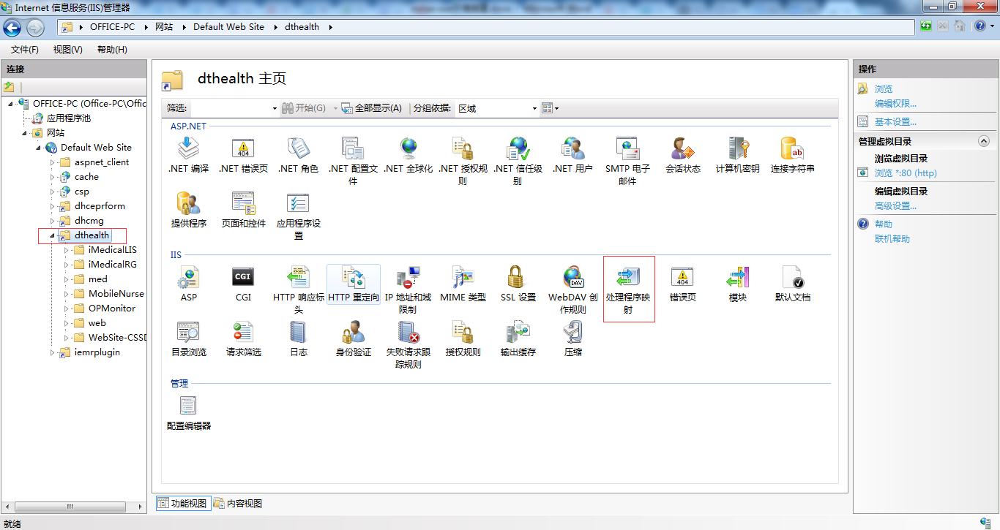 Internet 信息服务(IIS)管理器
OFFICE-PC 网站 Default Web Site dthealth
文件(F) 视图(V) 帮助(H)
连接
OFFICE-PC (Office-PC\Offic
应用程序池
网站
Default Web Site
aspnet_client
cache
csp
dhceprform
dhcmg
dthealth
iMedicalLIS
iMedicalRG
med
MobileNurse
OPMonitor
web
WebSite-CSSD
iemrplugin
dthealth 主页
筛选: 开始(G) 全部显示(A) 分组依据: 区域
ASP.NET
.NET 编译
.NET 错误页
.NET 角色
.NET 配置文
件
.NET 全球化
.NET 授权规
则
.NET 信任级
别
.NET 用户
SMTP 电子
邮件
会话状态
计算机密钥
连接字符串
提供程序
页面和控件
应用程序设
置
IIS
ASP
CGI
CGI
HTTP 响应标
头
HTTP 重定向
IP 地址和域
限制
MIME 类型
SSL 设置
DAV
WebDAV 创
作规则
处理程序映
射
404
错误页
模块
默认文档
目录浏览
请求筛选
日志
身份验证
失败请求跟
踪规则
授权规则
输出缓存
压缩
管理
配置编辑器
功能视图 内容视图
操作
浏览
编辑权限...
基本设置...
管理虚拟目录
浏览虚拟目录
浏览 *:80 (http)
编辑虚拟目录
高级设置...
帮助
联机帮助
就绪